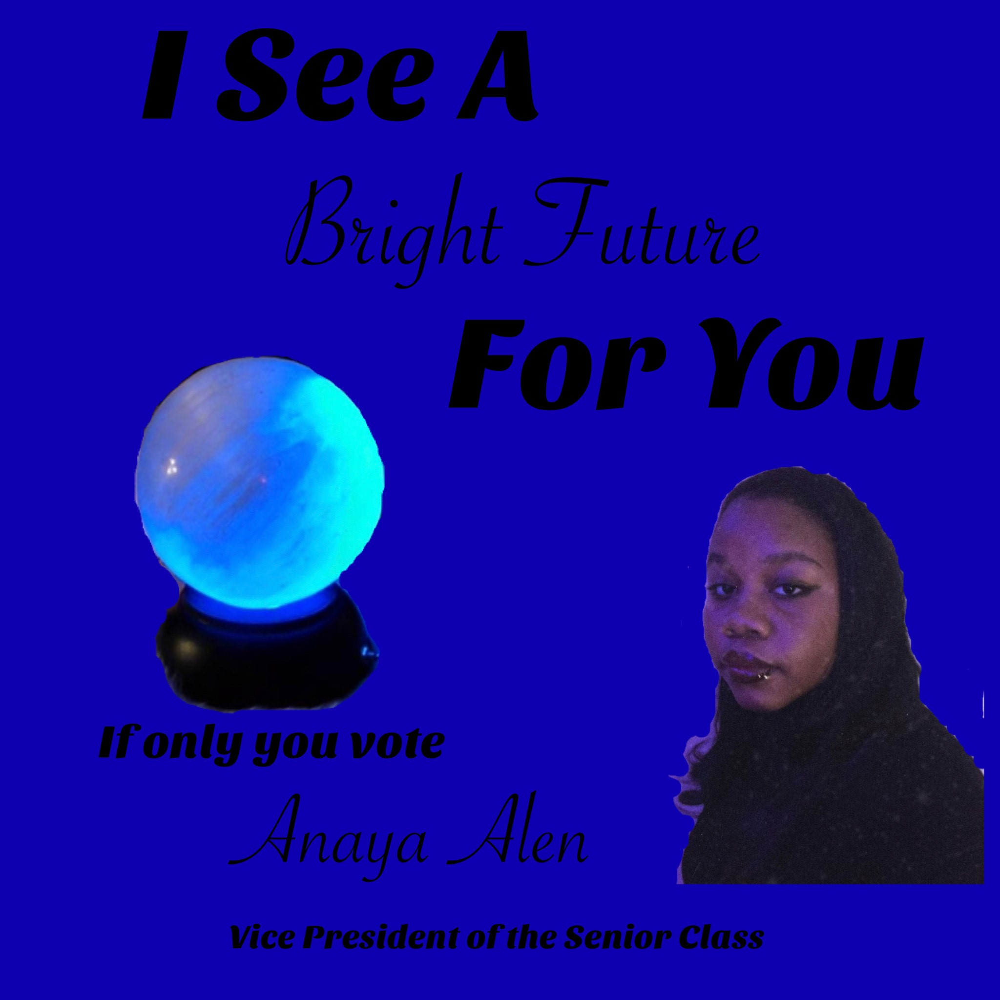 I See A
Bright Future
For You
If only you vote
Anaya Alen
Vice President of the Senior Class